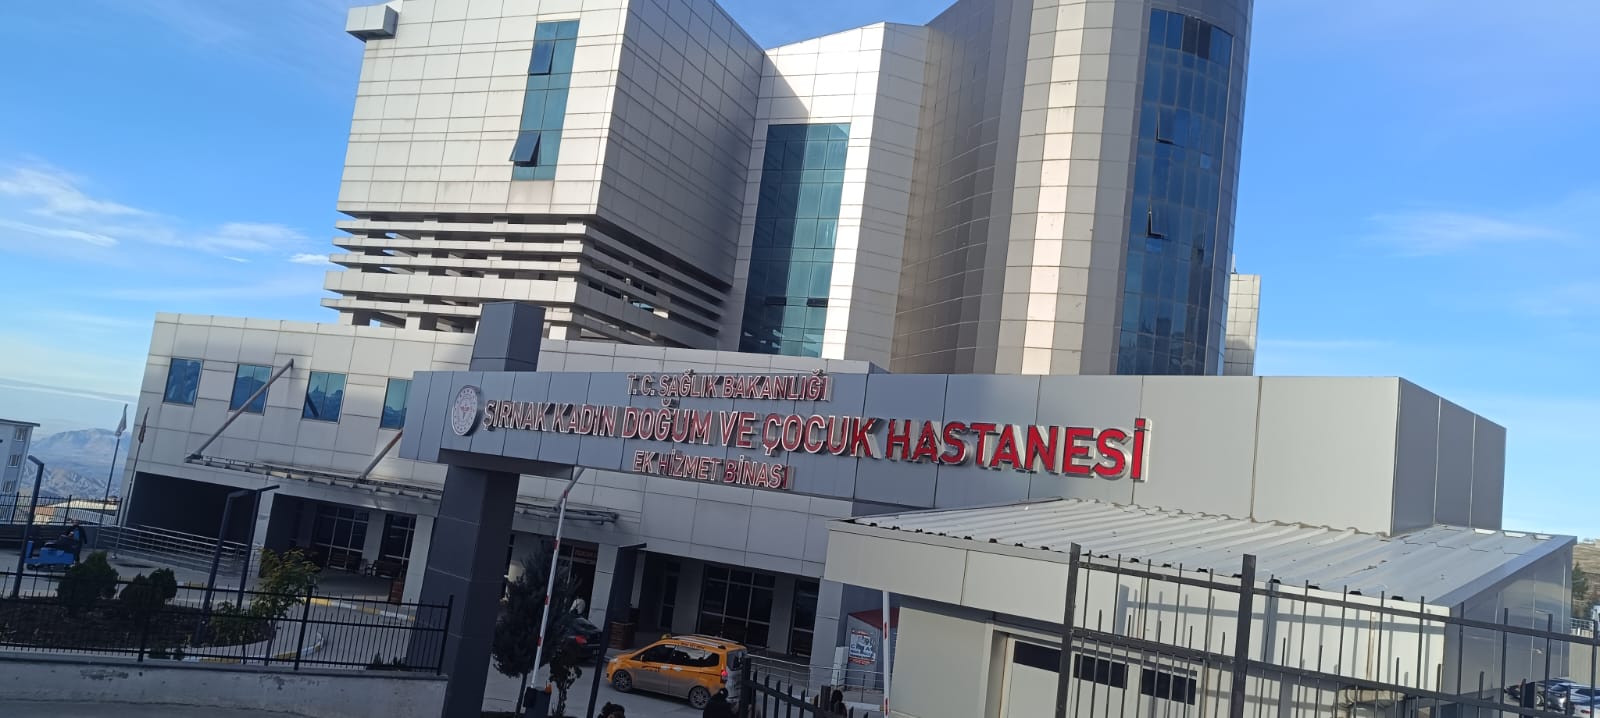 T.C. SAĞLIK BAKANLIĞI
ŞIRNAK KADIN DOĞUM VE ÇOCUK HASTANESİ
EK HİZMET BİNASI